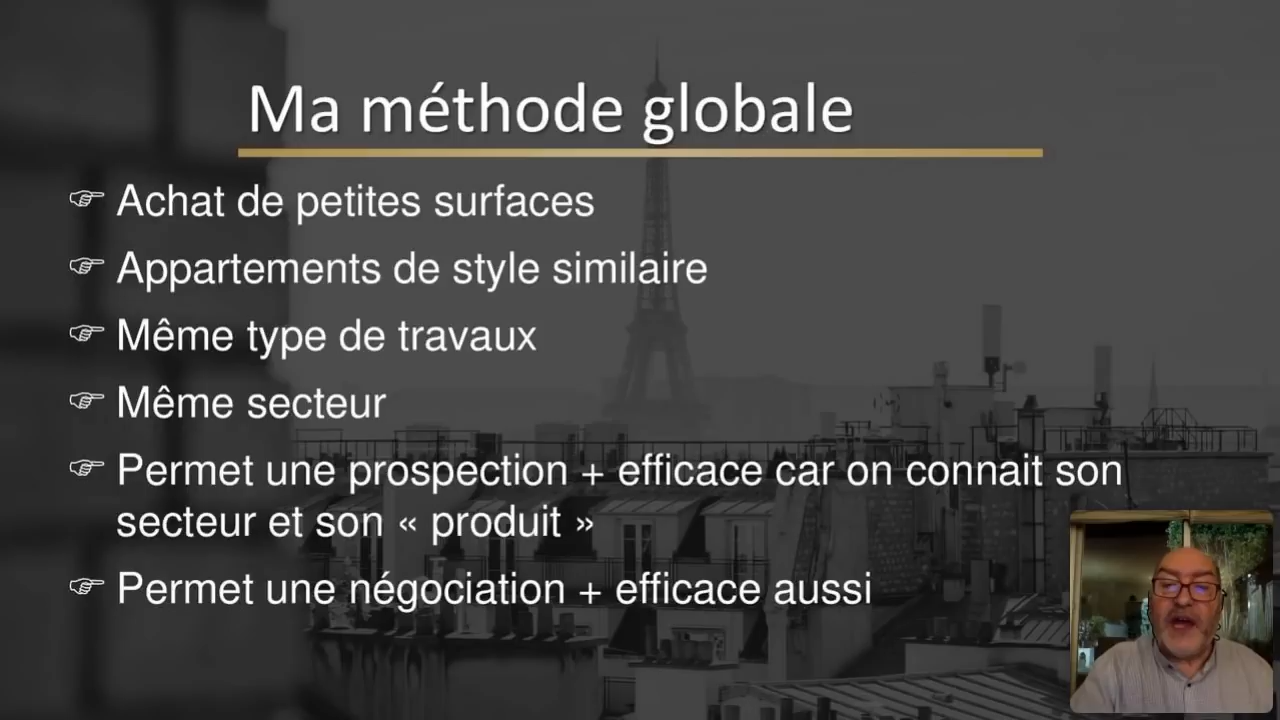 Ma méthode globale
☞ Achat de petites surfaces
☞ Appartements de style similaire
☞ Même type de travaux
☞ Même secteur
☞ Permet une prospection + efficace car on connait son
secteur et son « produit »
☞ Permet une négociation + efficace aussi